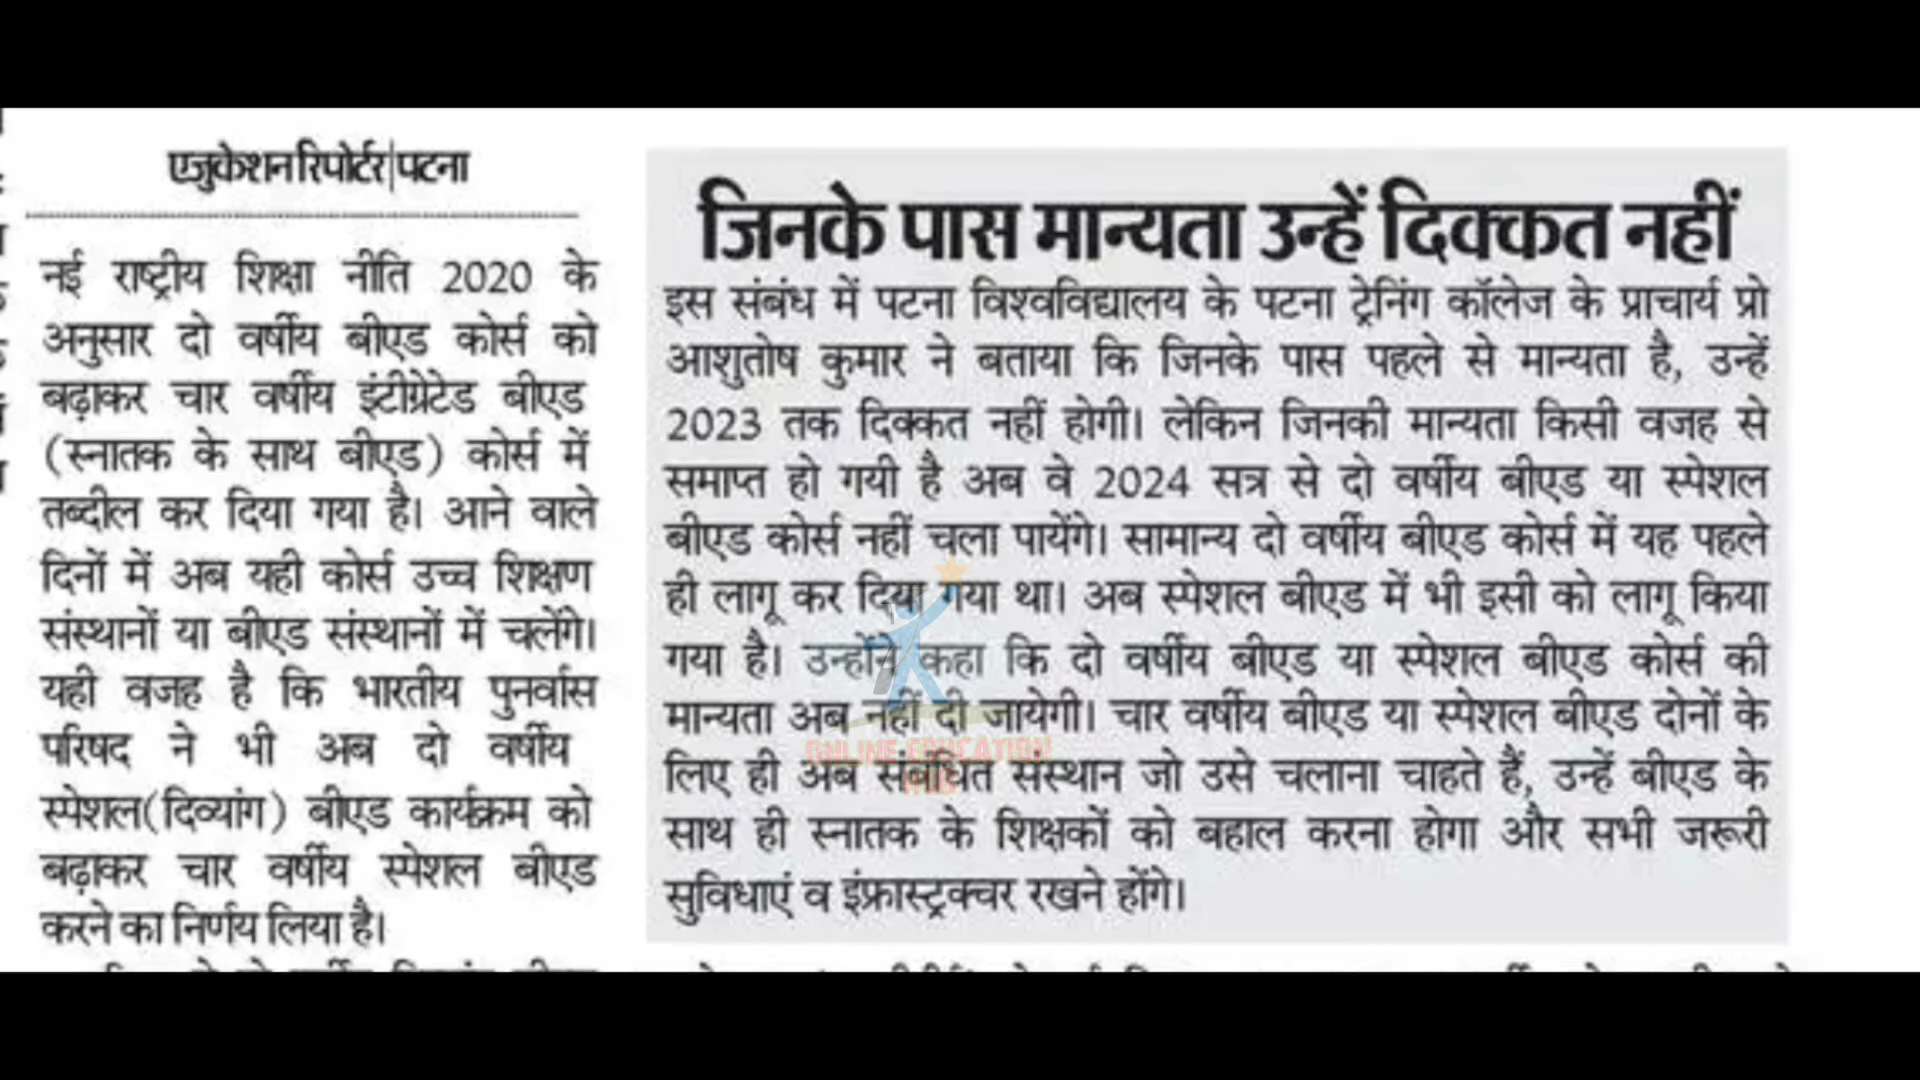 एजुकेशन रिपोर्टर|पटना
नई राष्ट्रीय शिक्षा नीति 2020 के
अनुसार दो वर्षीय बीएड कोर्स को
बढ़ाकर चार वर्षीय इंटीग्रेटेड बीएड
(स्नातक के साथ बीएड) कोर्स में
तब्दील कर दिया गया है। आने वाले
दिनों में अब यही कोर्स उच्च शिक्षण
संस्थानों या बीएड संस्थानों में चलेंगे।
यही वजह है कि भारतीय पुनर्वास
परिषद ने भी अब दो वर्षीय
स्पेशल(दिव्यांग) बीएड कार्यक्रम को
बढ़ाकर चार वर्षीय स्पेशल बीएड
करने का निर्णय लिया है।
जिनके पास मान्यता उन्हें दिक्कत नहीं
इस संबंध में पटना विश्वविद्यालय के पटना ट्रेनिंग कॉलेज के प्राचार्य प्रो
आशुतोष कुमार ने बताया कि जिनके पास पहले से मान्यता है, उन्हें
2023 तक दिक्कत नहीं होगी। लेकिन जिनकी मान्यता किसी वजह से
समाप्त हो गयी है अब वे 2024 सत्र से दो वर्षीय बीएड या स्पेशल
बीएड कोर्स नहीं चला पायेंगे। सामान्य दो वर्षीय बीएड कोर्स में यह पहले
ही लागू कर दिया गया था। अब स्पेशल बीएड में भी इसी को लागू किया
गया है। उन्होंने कहा कि दो वर्षीय बीएड या स्पेशल बीएड कोर्स की
मान्यता अब नहीं दी जायेगी। चार वर्षीय बीएड या स्पेशल बीएड दोनों के
लिए ही अब संबंधित संस्थान जो उसे चलाना चाहते हैं, उन्हें बीएड के
साथ ही स्नातक के शिक्षकों को बहाल करना होगा और सभी जरूरी
सुविधाएं व इंफ्रास्ट्रक्चर रखने होंगे।
ONLINE EDUCATION
HUB